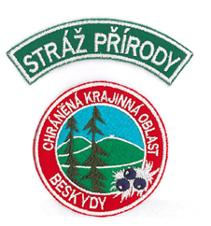 STRÁŽ PŘÍRODY
CHRÁNĚNÁ KRAJINNÁ OBLAST
BESKYDY